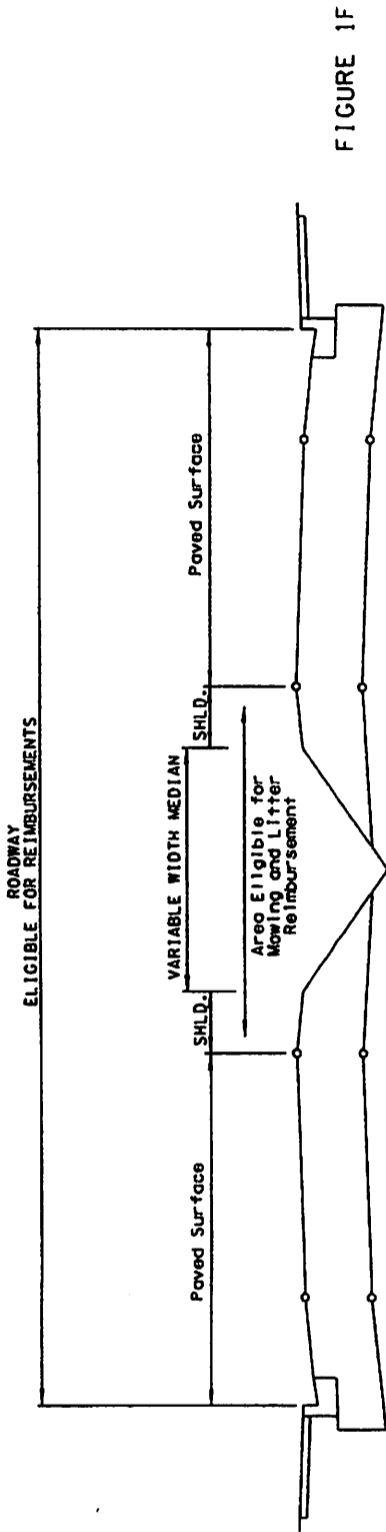 ROADWAY
ELIGIBLE FOR REIMBURSEMENTS
Paved Surface
SHLD.
VARIABLE WIDTH MEDIAN
SHLD.
Paved Surface
Area Eligible for
Mowing and Litter
Reimbursement
FIGURE 1F